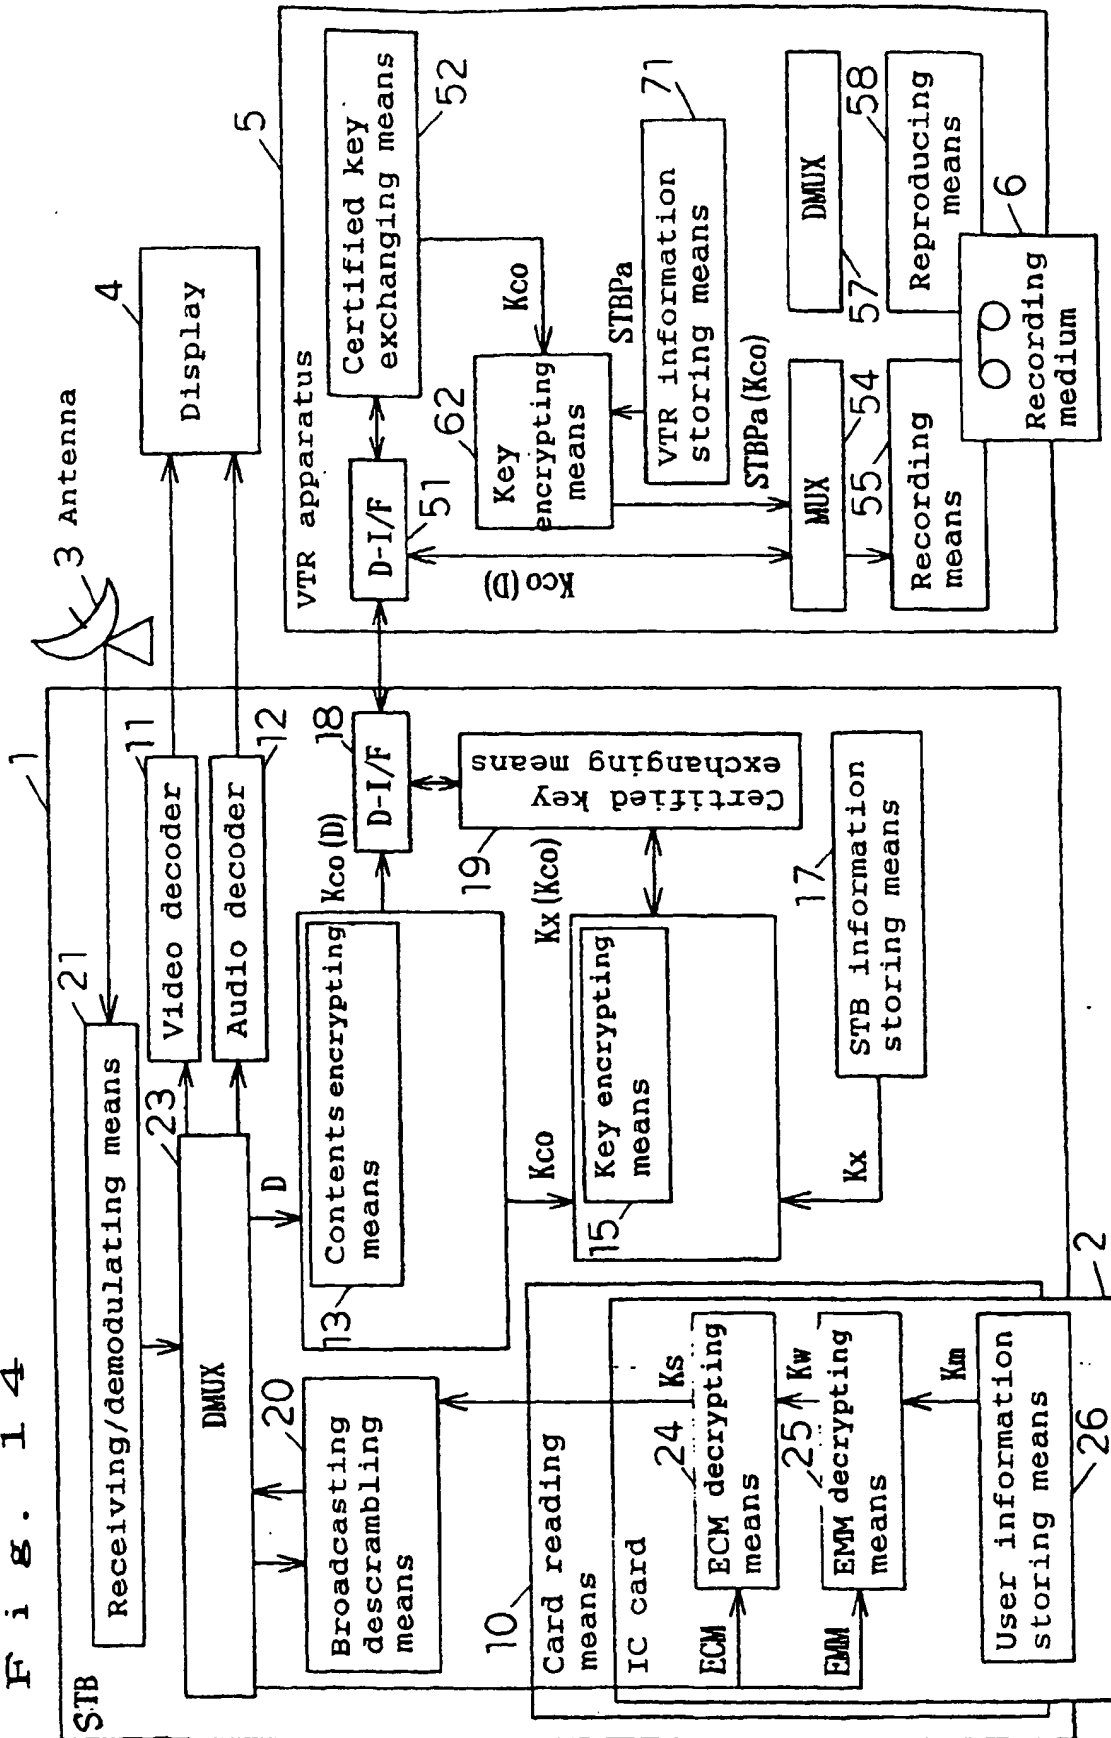 Fig. 14
STB
1
Receiving/demodulating means
21
3 Antenna
DMUX
23
Video decoder
11
Audio decoder
12
Display
4
Broadcasting
descrambling
means
20
D
Contents encrypting
means
13
Kco(D)
D-I/F
18
Certified key
exchanging means
19
Kco
Kx(Kco)
Key encrypting
means
15
Kx
STB information
storing means
17
Card reading
means
10
IC card
2
ECM
ECM decrypting
means
24
Ks
EMM
EMM decrypting
means
25
Kw
Km
User information
storing means
26
VTR apparatus
5
D-I/F
51
Certified key
exchanging means
52
Kco
Key
encrypting
means
62
STBPa
VTR information
storing means
71
Kco(D)
STBPa(Kco)
MUX
54
DMUX
57
Recording
means
55
Reproducing
means
58
Recording
medium
6